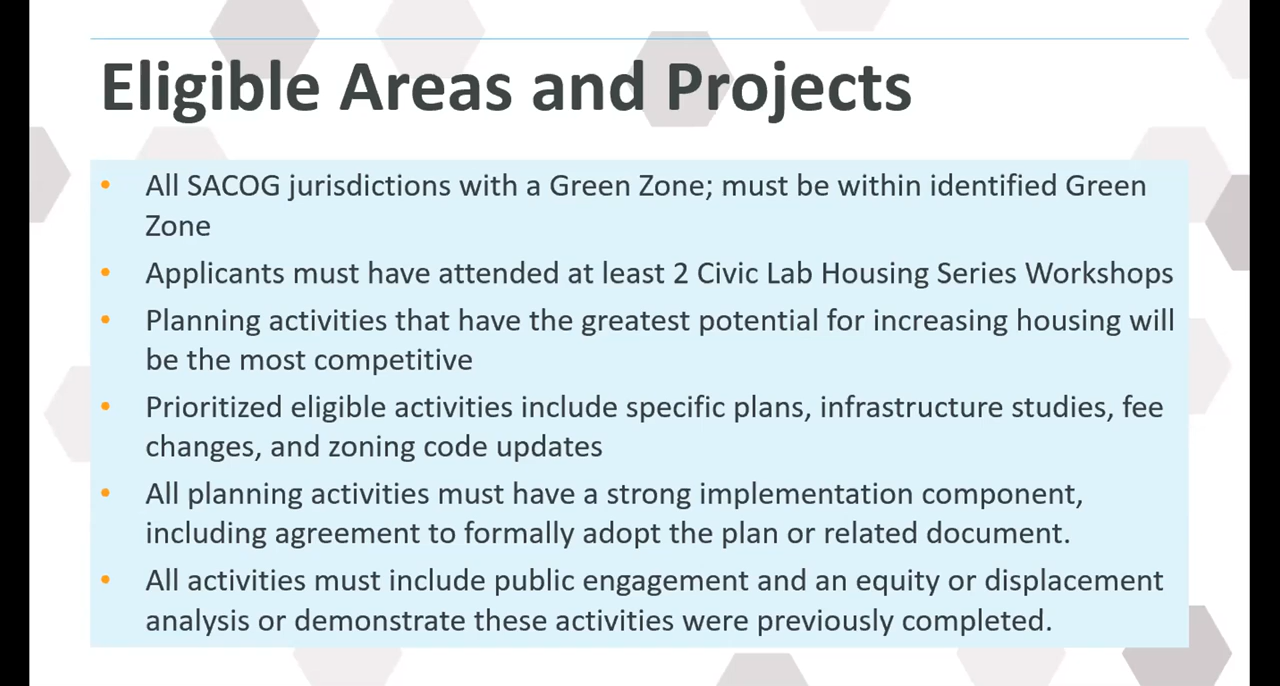 Eligible Areas and Projects
• All SACOG jurisdictions with a Green Zone; must be within identified Green
Zone
• Applicants must have attended at least 2 Civic Lab Housing Series Workshops
• Planning activities that have the greatest potential for increasing housing will
be the most competitive
• Prioritized eligible activities include specific plans, infrastructure studies, fee
changes, and zoning code updates
• All planning activities must have a strong implementation component,
including agreement to formally adopt the plan or related document.
• All activities must include public engagement and an equity or displacement
analysis or demonstrate these activities were previously completed.